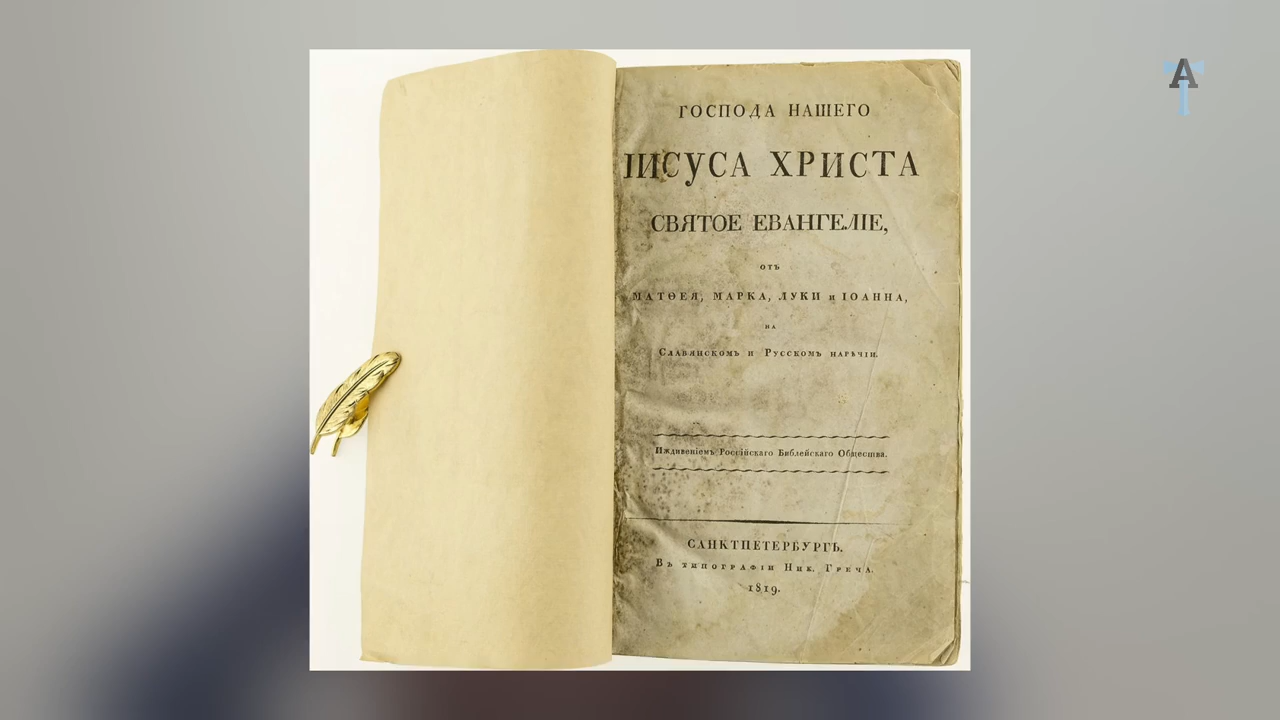 ГОСПОДА НАШЕГО
ІИСУСА ХРИСТА
СВЯТОЕ ЕВАНГЕЛІЕ,
отъ
МАТѲЕЯ, МАРКА, ЛУКИ и ІОАННА,
на
Славянскомъ и Русскомъ нарѣчіи.
Иждивеніемъ Россійскаго Библейскаго Общества.
САНКТПЕТЕРБУРГЪ,
Въ типографіи Ник. Греча.
1819.